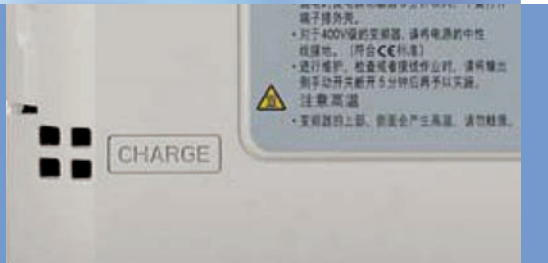 端子排外壳。
・对于400V级的变频器,请将电源的中性
线接地。(符合CE标准)
・进行维护、检查或者接线作业时,请将输出
侧手动开关断开5分钟后再予以实施。
注意高温
・变频器的上部、侧面会产生高温,请勿触摸。
CHARGE